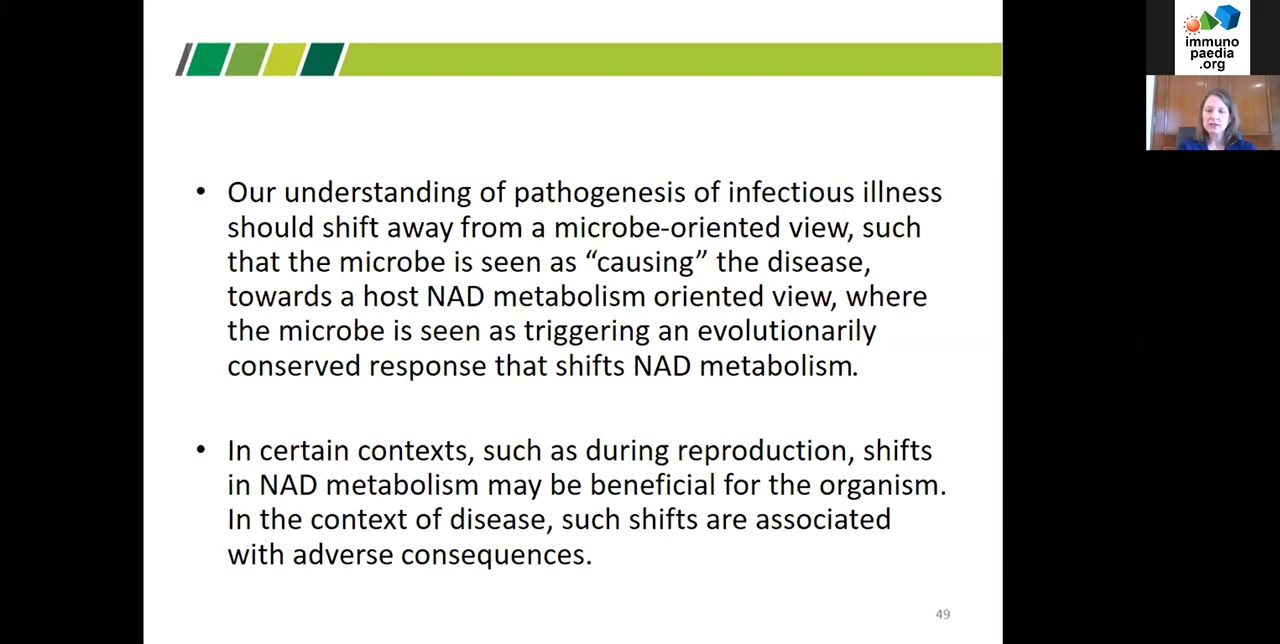 immuno
paedia
.org
• Our understanding of pathogenesis of infectious illness
should shift away from a microbe-oriented view, such
that the microbe is seen as “causing” the disease,
towards a host NAD metabolism oriented view, where
the microbe is seen as triggering an evolutionarily
conserved response that shifts NAD metabolism.
• In certain contexts, such as during reproduction, shifts
in NAD metabolism may be beneficial for the organism.
In the context of disease, such shifts are associated
with adverse consequences.
49